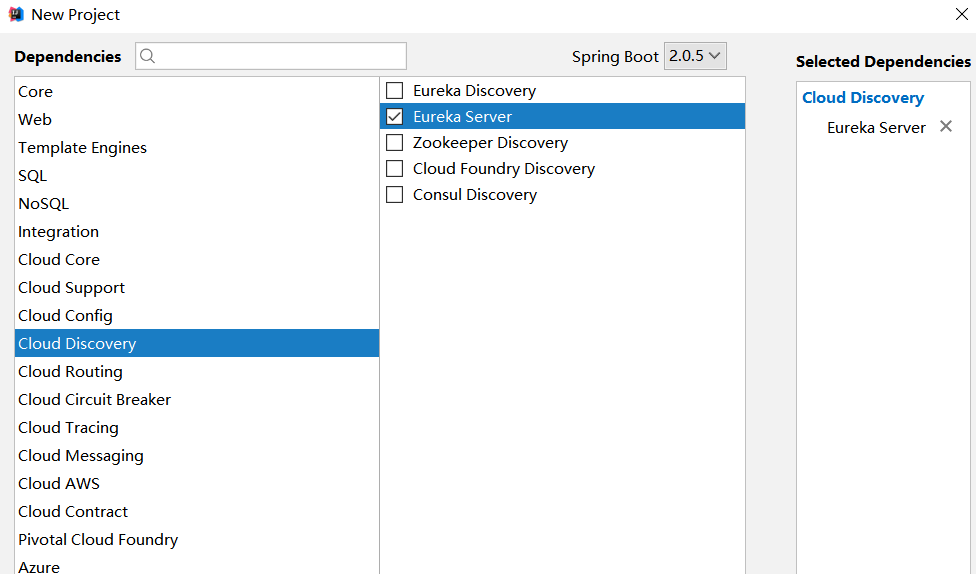 New Project
Dependencies
Spring Boot 2.0.5
Selected Dependencies
Core
Web
Template Engines
SQL
NoSQL
Integration
Cloud Core
Cloud Support
Cloud Config
Cloud Discovery
Cloud Routing
Cloud Circuit Breaker
Cloud Tracing
Cloud Messaging
Cloud AWS
Cloud Contract
Pivotal Cloud Foundry
Azure
Eureka Discovery
Eureka Server
Zookeeper Discovery
Cloud Foundry Discovery
Consul Discovery
Cloud Discovery
Eureka Server